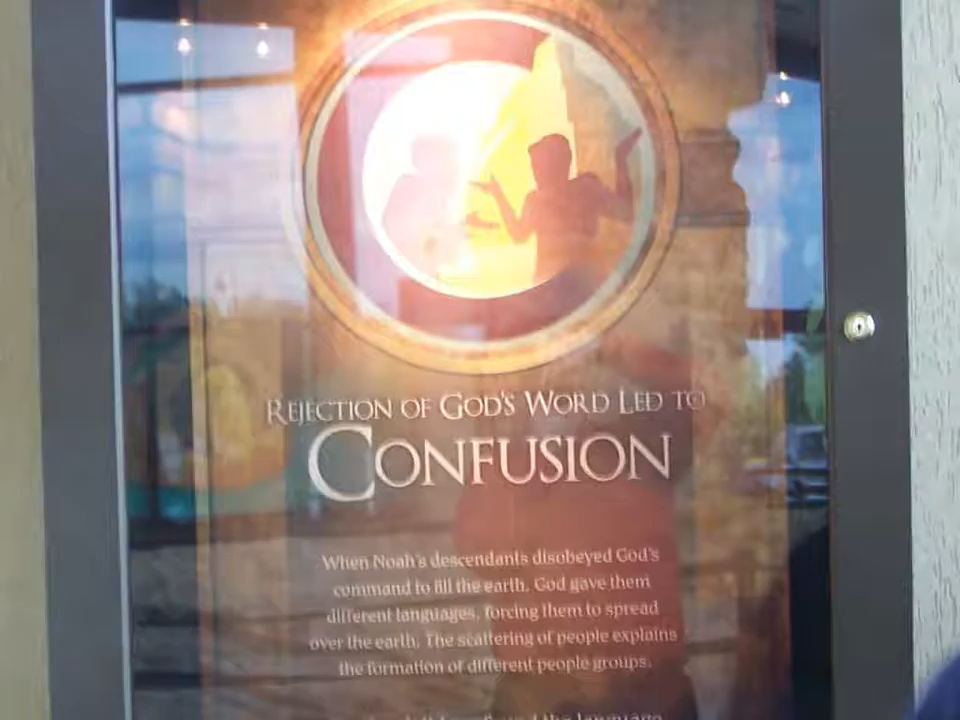 REJECTION OF GOD'S WORD LED TO
CONFUSION
When Noah's descendants disobeyed God's
command to fill the earth, God gave them
different languages, forcing them to spread
over the earth. The scattering of people explains
the formation of different people groups.
the language